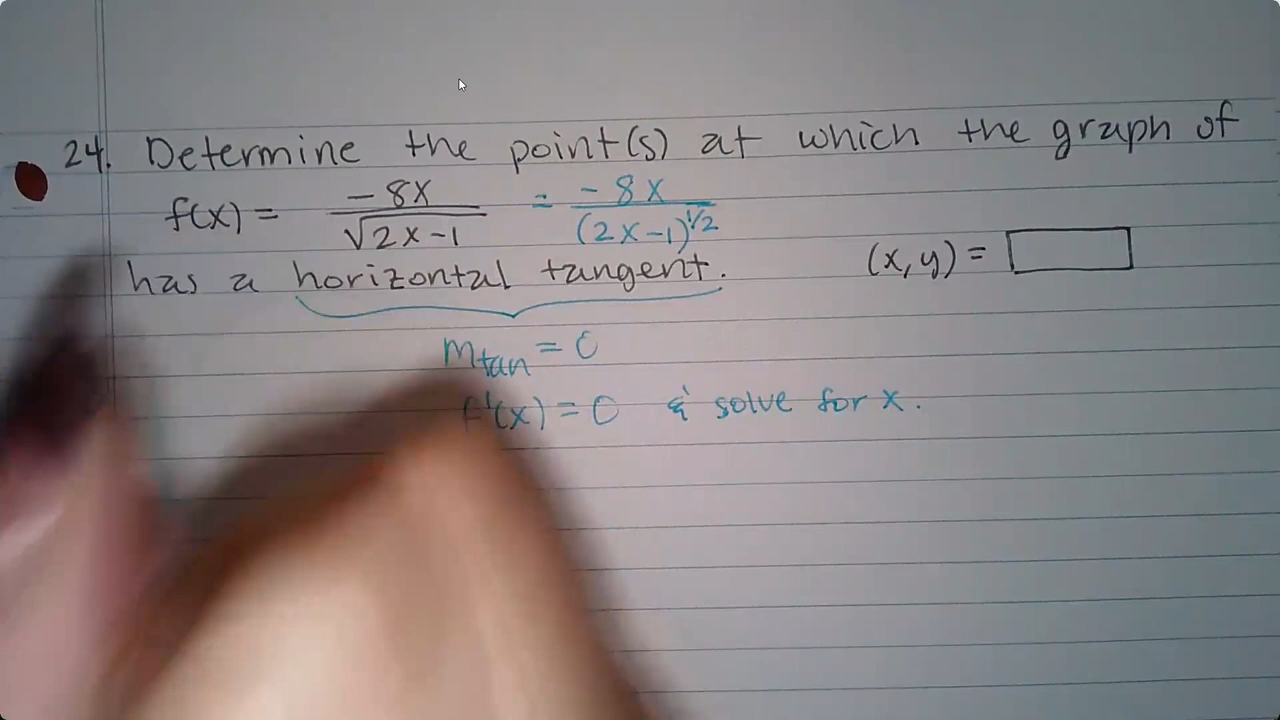 24. Determine the point(s) at which the graph of
f(x) = -8x / √2x-1 = -8x / (2x-1)^1/2
has a horizontal tangent. (x,y) =
m tan = 0
f'(x) = 0 & solve for x.